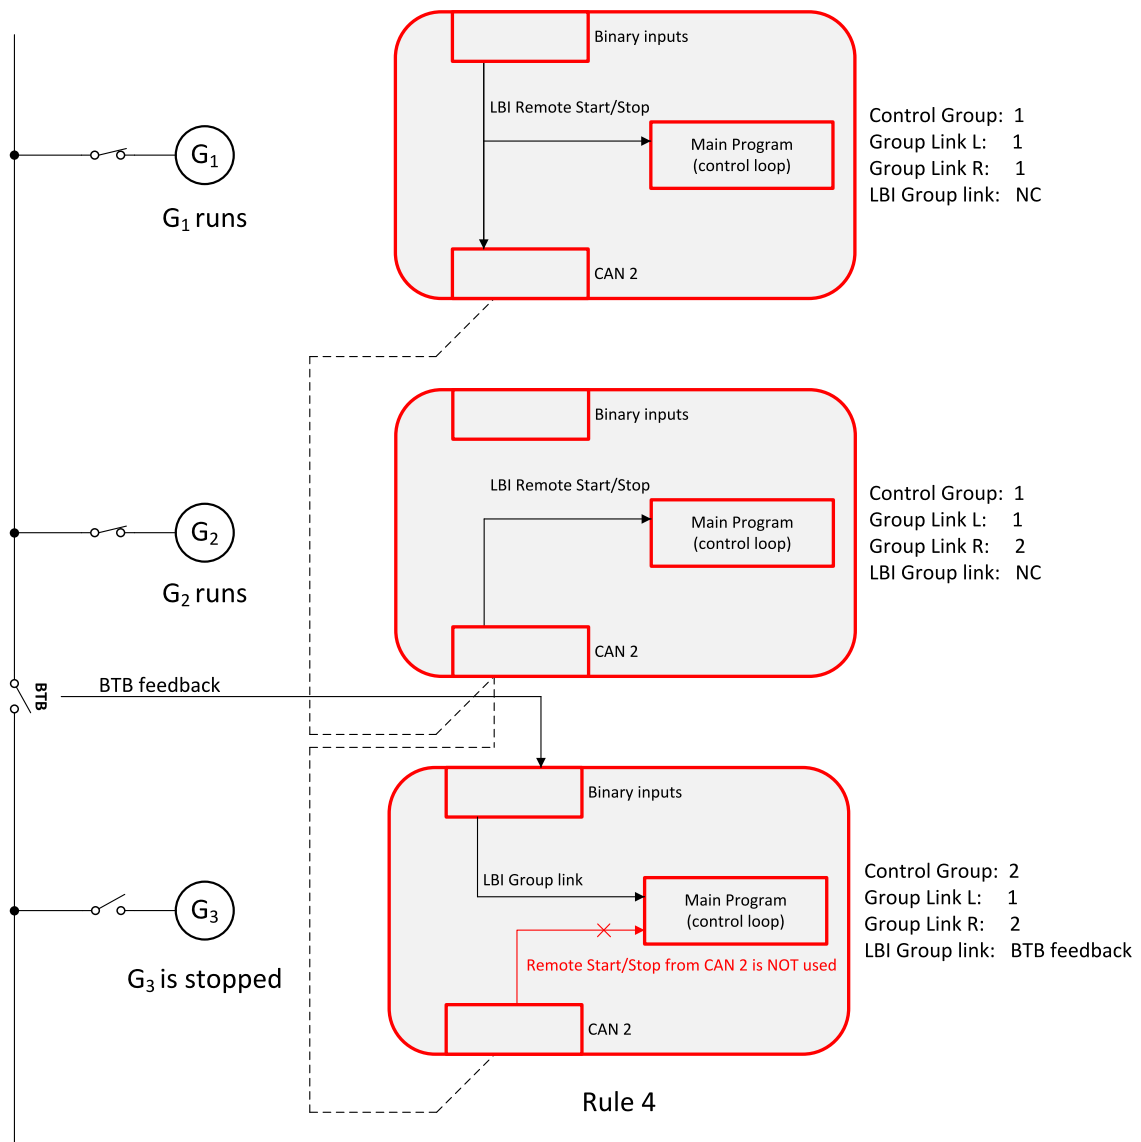 Binary inputs
LBI Remote Start/Stop
Main Program
(control loop)
CAN 2
Control Group: 1
Group Link L: 1
Group Link R: 1
LBI Group link: NC
G1
G1 runs
Binary inputs
LBI Remote Start/Stop
Main Program
(control loop)
CAN 2
Control Group: 1
Group Link L: 1
Group Link R: 2
LBI Group link: NC
G2
G2 runs
BTB
BTB feedback
Binary inputs
LBI Group link
Main Program
(control loop)
Remote Start/Stop from CAN 2 is NOT used
CAN 2
Control Group: 2
Group Link L: 1
Group Link R: 2
LBI Group link: BTB feedback
G3
G3 is stopped
Rule 4